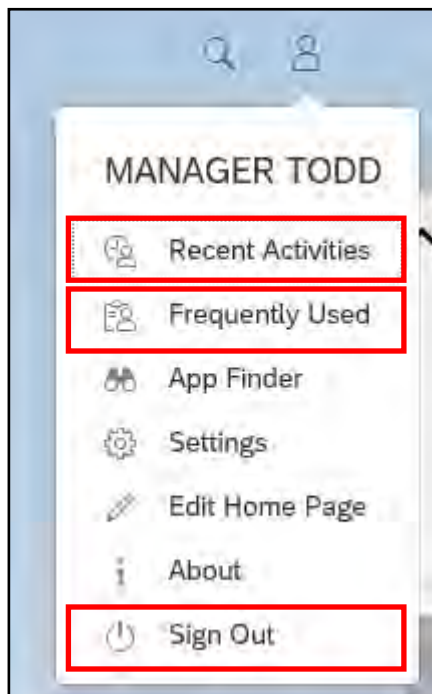 MANAGER TODD
Recent Activities
Frequently Used
App Finder
Settings
Edit Home Page
About
Sign Out